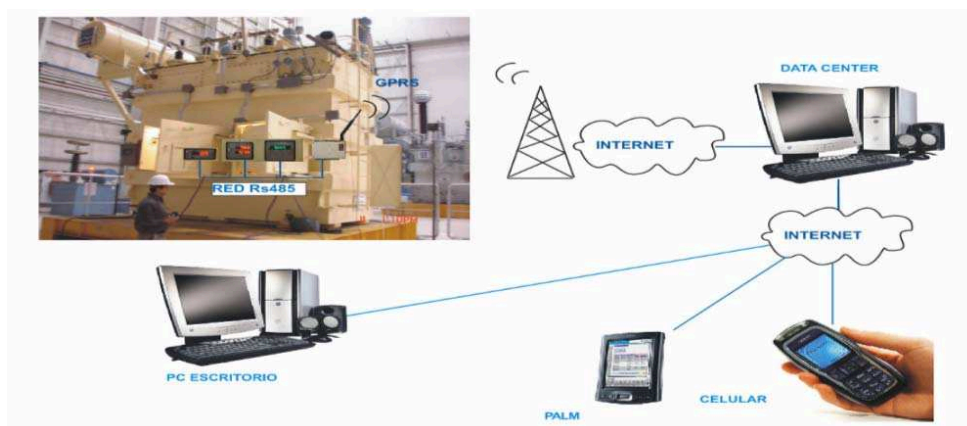 GPRS
RED Rs485
INTERNET
DATA CENTER
INTERNET
PC ESCRITORIO
PALM
CELULAR